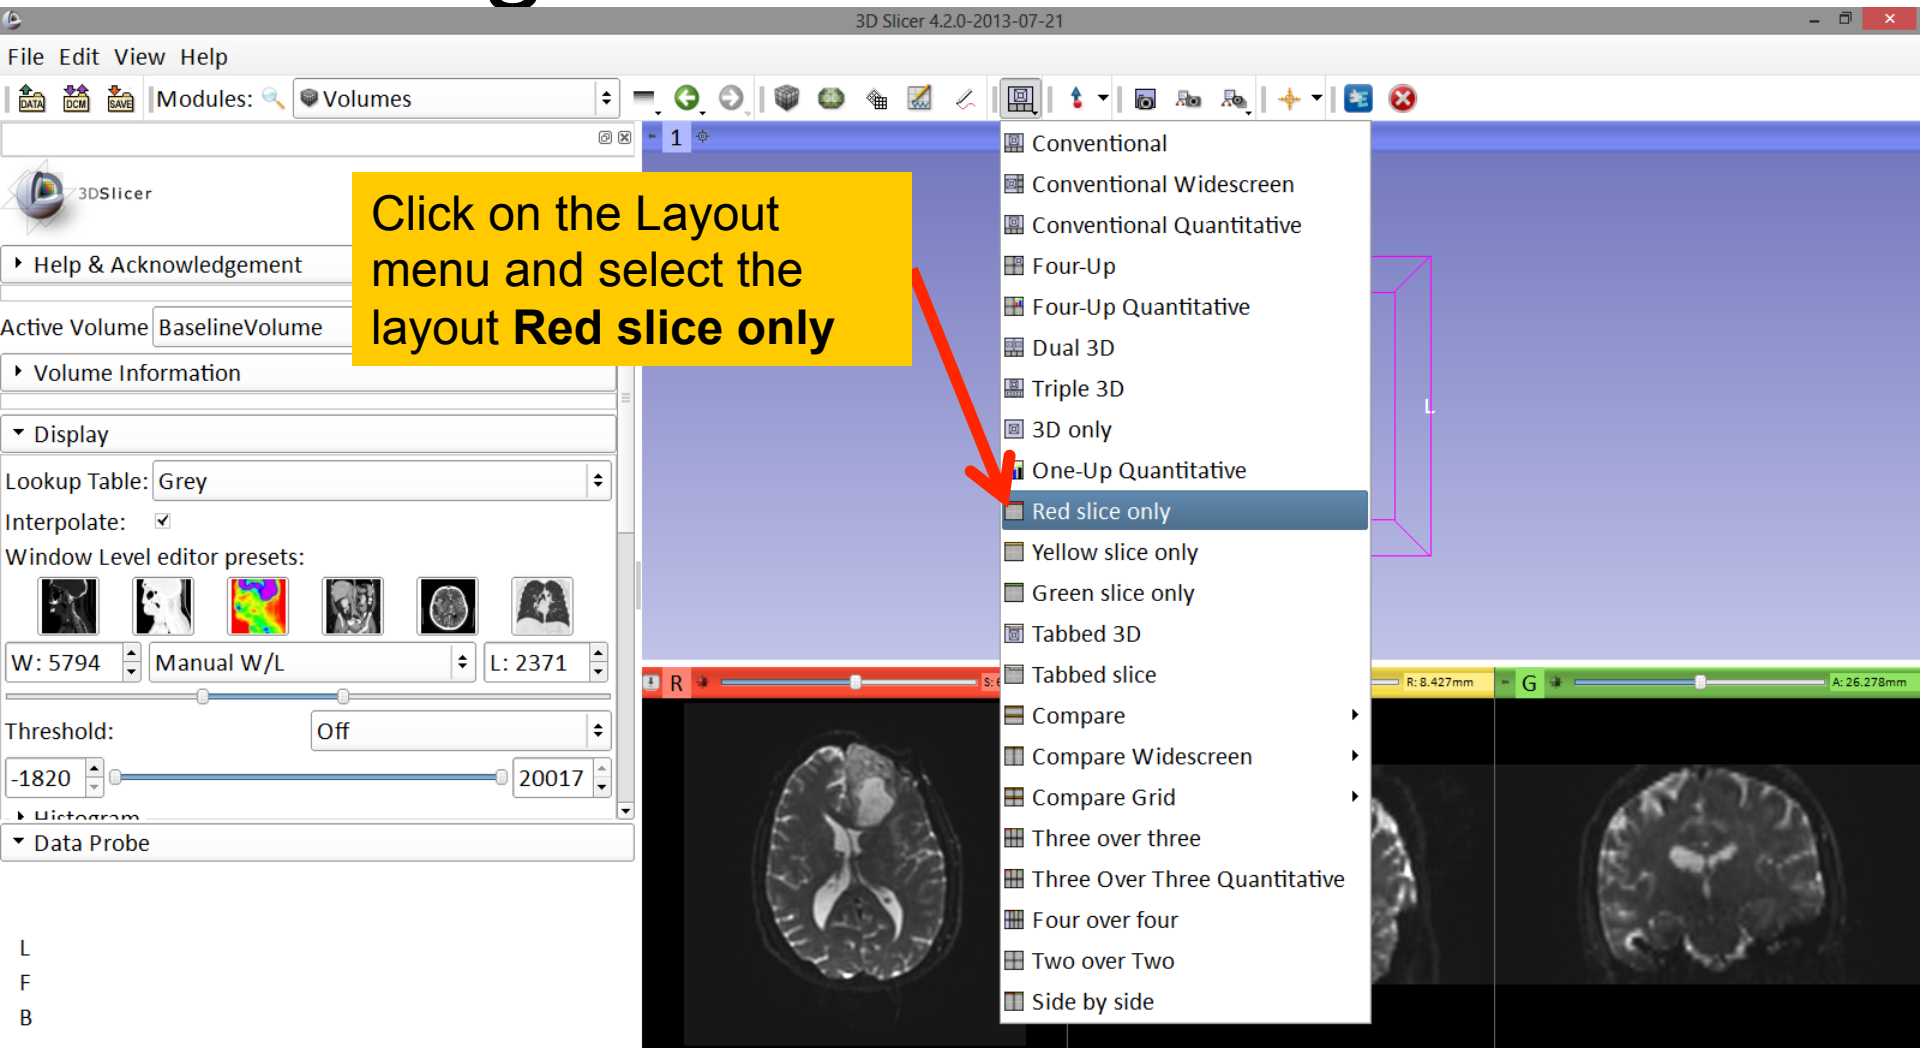 3D Slicer 4.2.0-2013-07-21
File Edit View Help
DATA DCM SAVE Modules: Volumes
1
3DSlicer
Click on the Layout
menu and select the
layout Red slice only
Help & Acknowledgement
Active Volume BaselineVolume
Volume Information
Display
Lookup Table: Grey
Interpolate:
Window Level editor presets:
W: 5794 Manual W/L L: 2371
Threshold: Off
-1820 20017
Histogram
Data Probe
L
F
B
Conventional
Conventional Widescreen
Conventional Quantitative
Four-Up
Four-Up Quantitative
Dual 3D
Triple 3D
3D only
One-Up Quantitative
Red slice only
Yellow slice only
Green slice only
Tabbed 3D
Tabbed slice
Compare
Compare Widescreen
Compare Grid
Three over three
Three Over Three Quantitative
Four over four
Two over Two
Side by side
L
R S:
R: 8.427mm
G A: 26.278mm